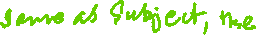 same as Subject, the